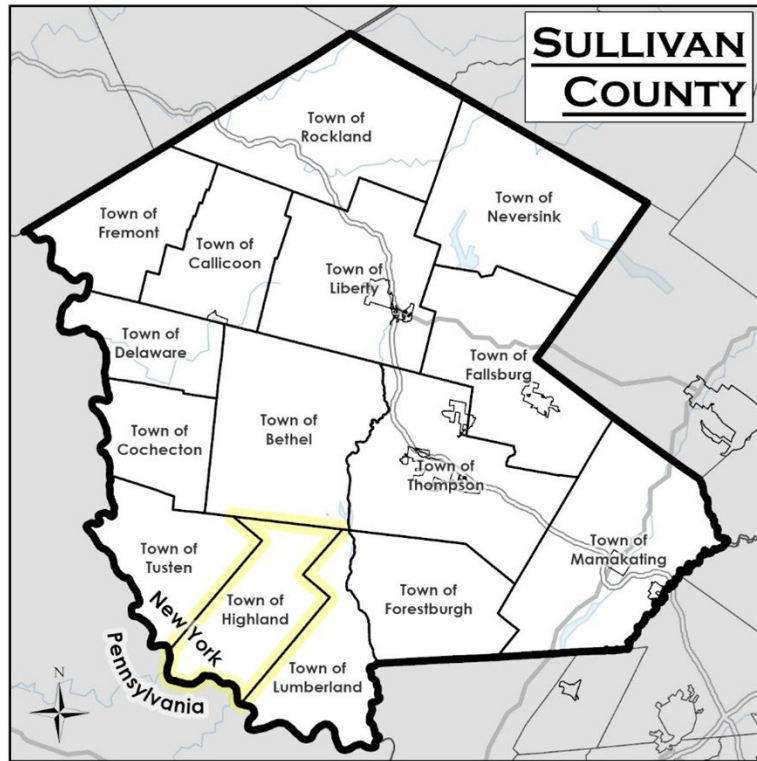 SULLIVAN
COUNTY
Town of
Rockland
Town of
Neversink
Town of
Fremont
Town of
Callicoon
Town of
Liberty
Town of
Delaware
Town of
Fallsburg
Town of
Bethel
Town of
Cochecton
Town of
Thompson
Town of
Mamakating
Town of
Tusten
Town of
Highland
Town of
Forestburgh
Town of
Lumberland
New York
Pennsylvania
N